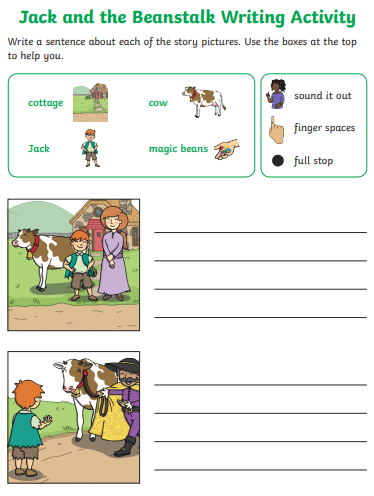 Jack and the Beanstalk Writing Activity
Write a sentence about each of the story pictures. Use the boxes at the top
to help you.
cottage
cow
Jack
magic beans
sound it out
finger spaces
full stop